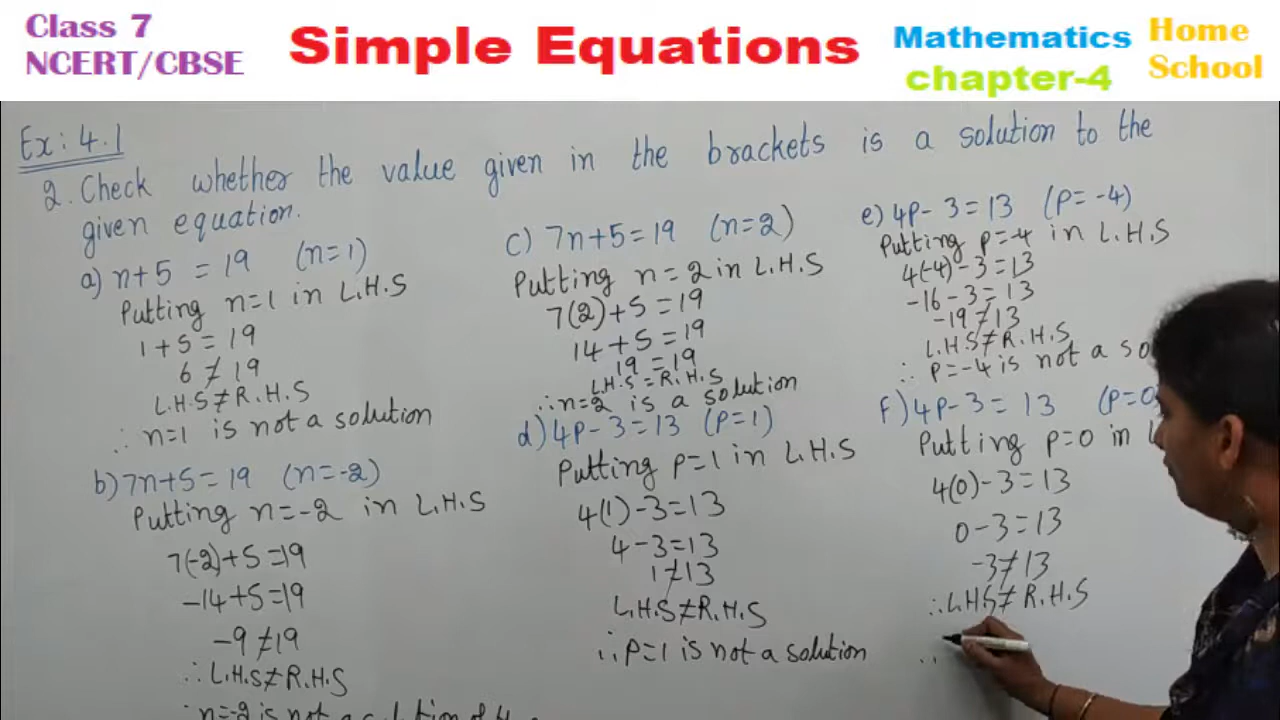 Class 7
NCERT/CBSE
Simple Equations
Mathematics
chapter-4
Home
School
Ex: 4.1
2. Check whether the value given in the brackets is a solution to the
given equation.
a) n+5 = 19 (n=1)
Putting n=1 in L.H.S
1+5 = 19
6 ≠ 19
L.H.S≠R.H.S
∴ n=1 is not a solution
b) 7n+5=19 (n=-2)
Putting n=-2 in L.H.S
7(-2)+5=19
-14+5=19
-9≠19
∴L.H.S≠R.H.S
∴n=-2 is not a solution of
c) 7n+5=19 (n=2)
Putting n=2 in L.H.S
7(2)+5=19
14+5=19
19=19
L.H.S=R.H.S
∴n=2 is a solution
d) 4P-3=13 (P=1)
Putting P=1 in L.H.S
4(1)-3=13
4-3=13
1≠13
L.H.S≠R.H.S
∴P=1 is not a solution
e) 4P-3=13 (P=-4)
Putting P=-4 in L.H.S
4(-4)-3=13
-16-3=13
-19≠13
L.H.S≠R.H.S
∴ P=-4 is not a so
F) 4P-3=13 (P=0
Putting P=0 in L
4(0)-3=13
0-3=13
-3≠13
∴L.H.S≠R.H.S